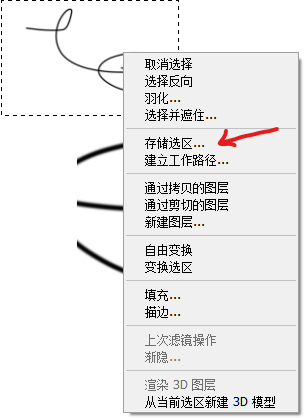 取消选择
选择反向
羽化...
选择并遮住...
存储选区...
建立工作路径...
通过拷贝的图层
通过剪切的图层
新建图层...
自由变换
变换选区
填充...
描边...
上次滤镜操作
渐隐...
渲染 3D 图层
从当前选区新建 3D 模型